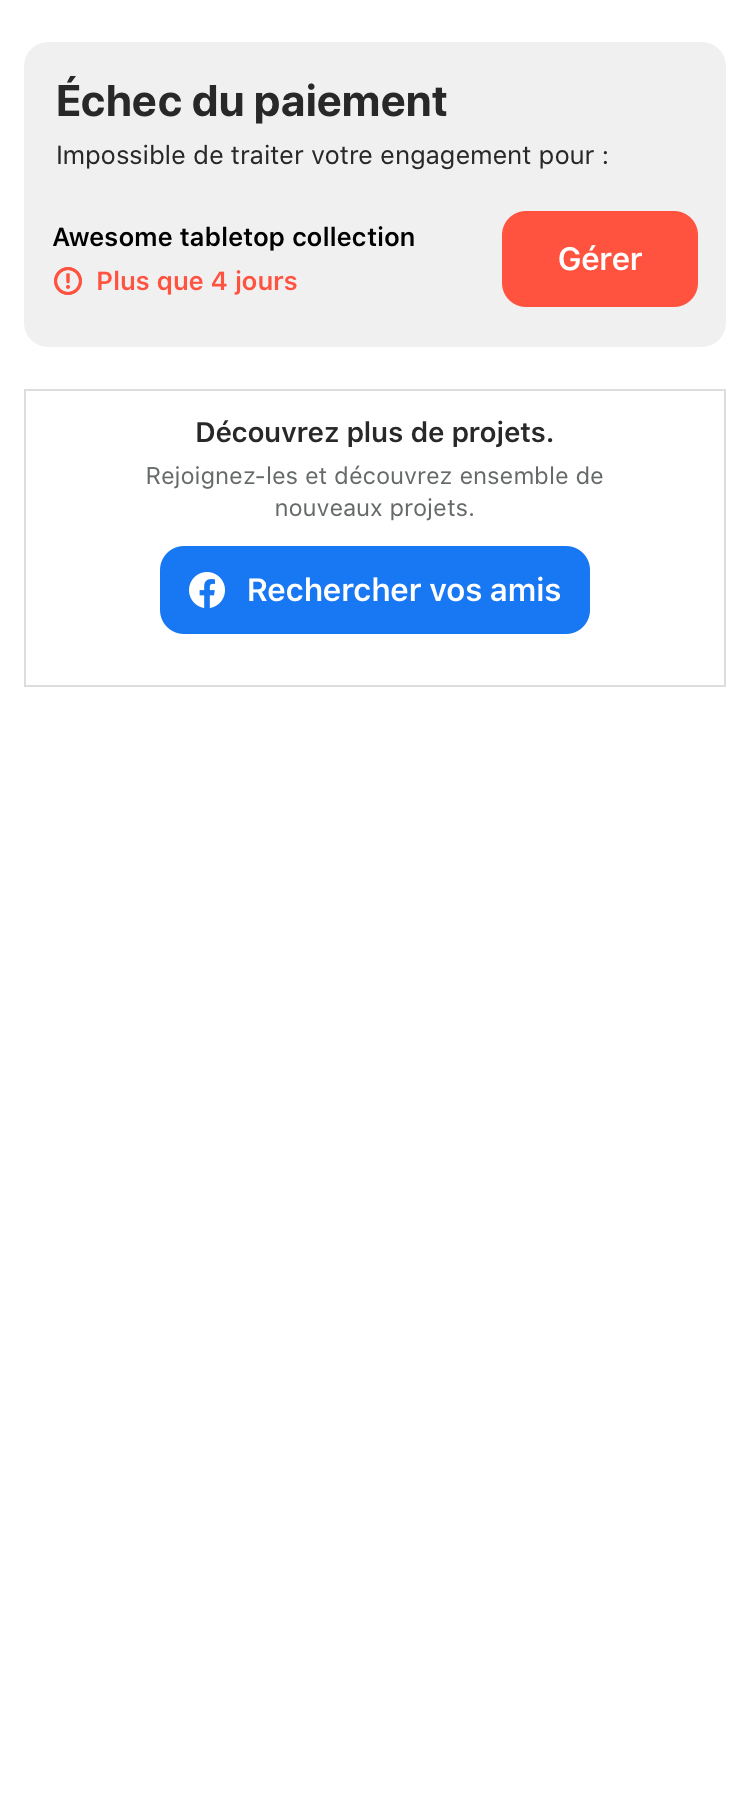 Échec du paiement
Impossible de traiter votre engagement pour :
Awesome tabletop collection
Plus que 4 jours
Gérer
Découvrez plus de projets.
Rejoignez-les et découvrez ensemble de
nouveaux projets.
Rechercher vos amis